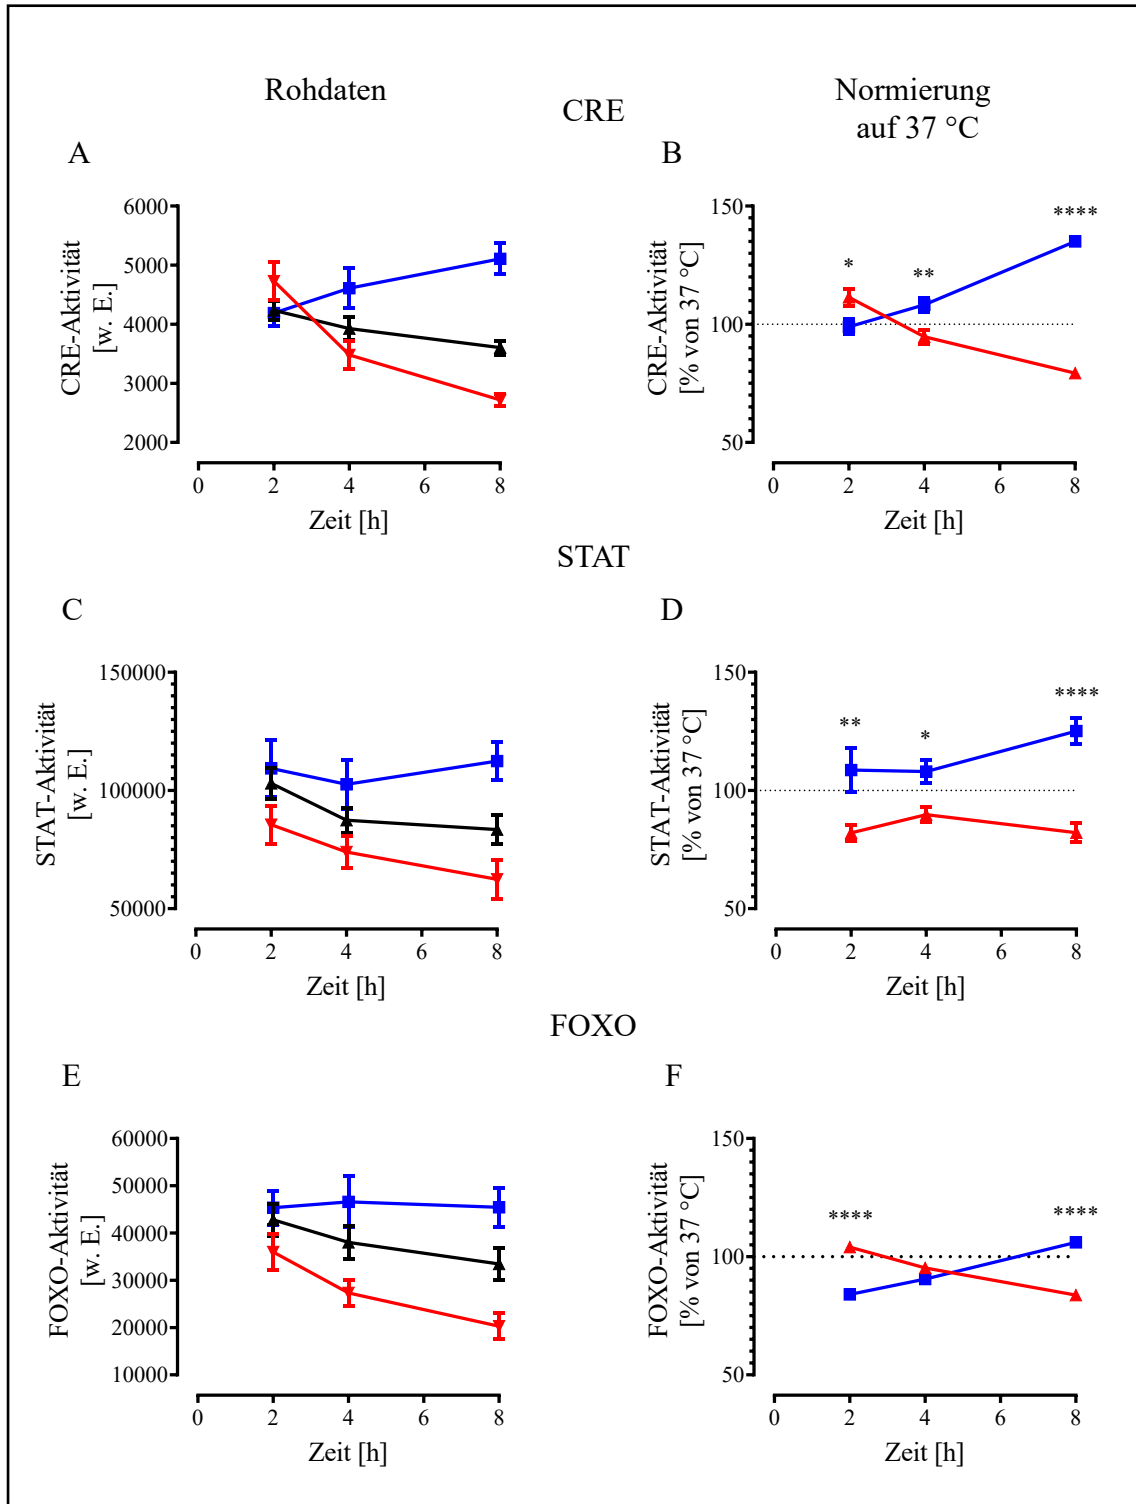 Rohdaten
CRE
Normierung
auf 37 °C
A
CRE-Aktivität
[w. E.]
6000
5000
4000
3000
2000
0 2 4 6 8
Zeit [h]
B
CRE-Aktivität
[% von 37 °C]
150
100
50
* ** ****
0 2 4 6 8
Zeit [h]
STAT
C
STAT-Aktivität
[w. E.]
150000
100000
50000
0 2 4 6 8
Zeit [h]
D
STAT-Aktivität
[% von 37 °C]
150
100
50
** * ****
0 2 4 6 8
Zeit [h]
FOXO
E
FOXO-Aktivität
[w. E.]
60000
50000
40000
30000
20000
10000
0 2 4 6 8
Zeit [h]
F
FOXO-Aktivität
[% von 37 °C]
150
100
50
**** ****
0 2 4 6 8
Zeit [h]